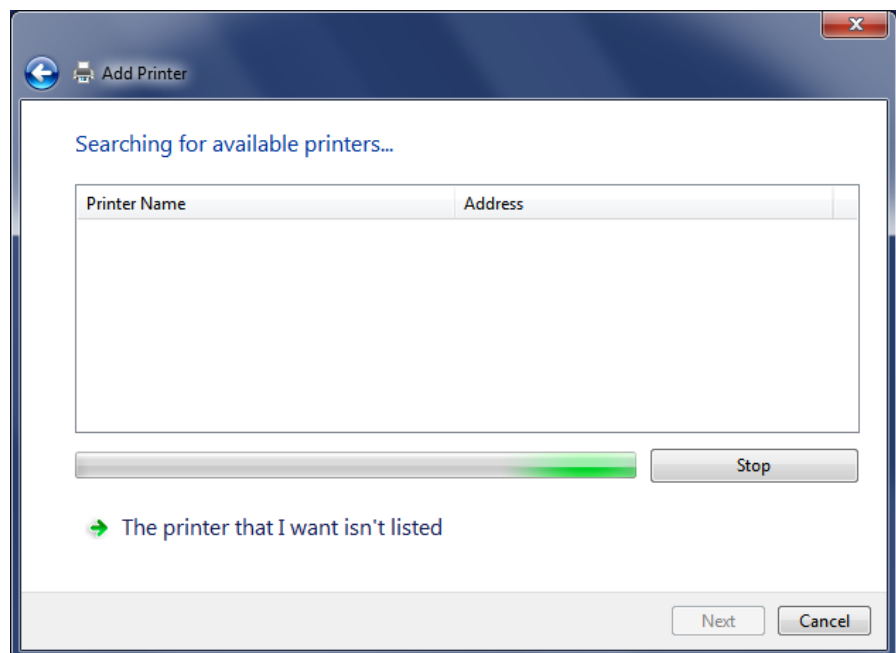 Add Printer
Searching for available printers...
Printer Name Address
Stop
The printer that I want isn't listed
Next Cancel